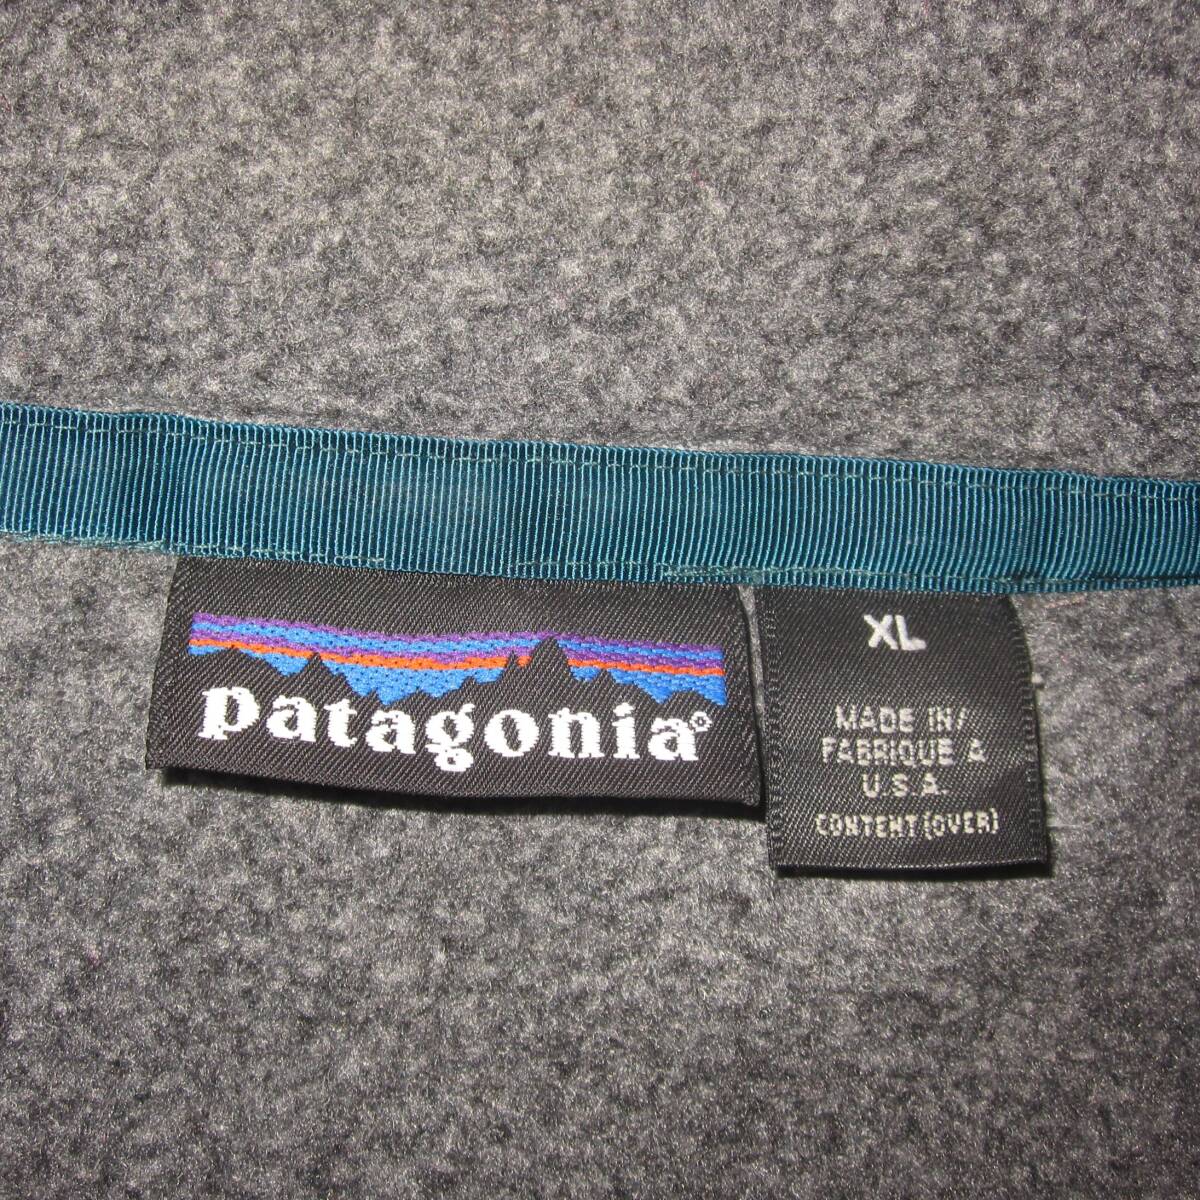 patagonia®
XL
MADE IN/
FABRIQUE A
U.S.A.
CONTENT (OVER)